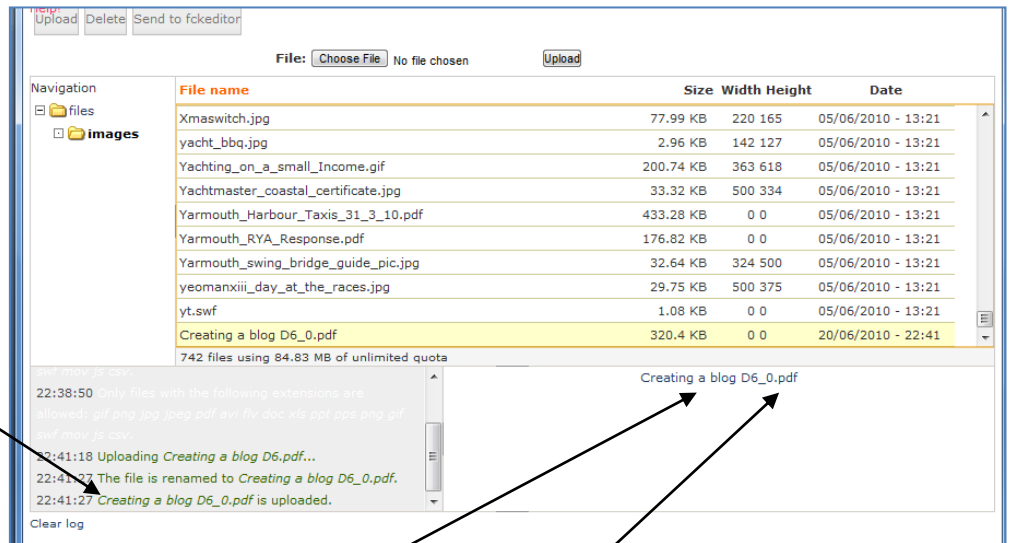 Help!
Upload Delete Send to fckeditor
File: Choose File No file chosen Upload
Navigation
files
images
File name Size Width Height Date
Xmaswitch.jpg 77.99 KB 220 165 05/06/2010 - 13:21
yacht_bbq.jpg 2.96 KB 142 127 05/06/2010 - 13:21
Yachting_on_a_small_Income.gif 200.74 KB 363 618 05/06/2010 - 13:21
Yachtmaster_coastal_certificate.jpg 33.32 KB 500 334 05/06/2010 - 13:21
Yarmouth_Harbour_Taxis_31_3_10.pdf 433.28 KB 0 0 05/06/2010 - 13:21
Yarmouth_RYA_Response.pdf 176.82 KB 0 0 05/06/2010 - 13:21
Yarmouth_swing_bridge_guide_pic.jpg 32.64 KB 324 500 05/06/2010 - 13:21
yeomanxiii_day_at_the_races.jpg 29.75 KB 500 375 05/06/2010 - 13:21
yt.swf 1.08 KB 0 0 05/06/2010 - 13:21
Creating a blog D6_0.pdf 320.4 KB 0 0 20/06/2010 - 22:41
742 files using 84.83 MB of unlimited quota
swf mov js csv.
22:38:50 Only files with the following extensions are
allowed: gif png jpg jpeg pdf avi flv doc xls ppt pps png gif
swf mov js csv.
22:41:18 Uploading Creating a blog D6.pdf...
22:41:27 The file is renamed to Creating a blog D6_0.pdf.
22:41:27 Creating a blog D6_0.pdf is uploaded.
Creating a blog D6_0.pdf
Clear log